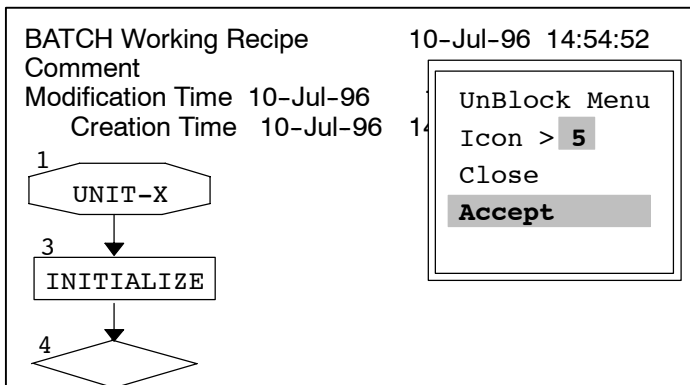 BATCH Working Recipe 10-Jul-96 14:54:52
Comment
Modification Time 10-Jul-96
Creation Time 10-Jul-96 14
UnBlock Menu
Icon > 5
Close
Accept
1
UNIT-X
3
INITIALIZE
4